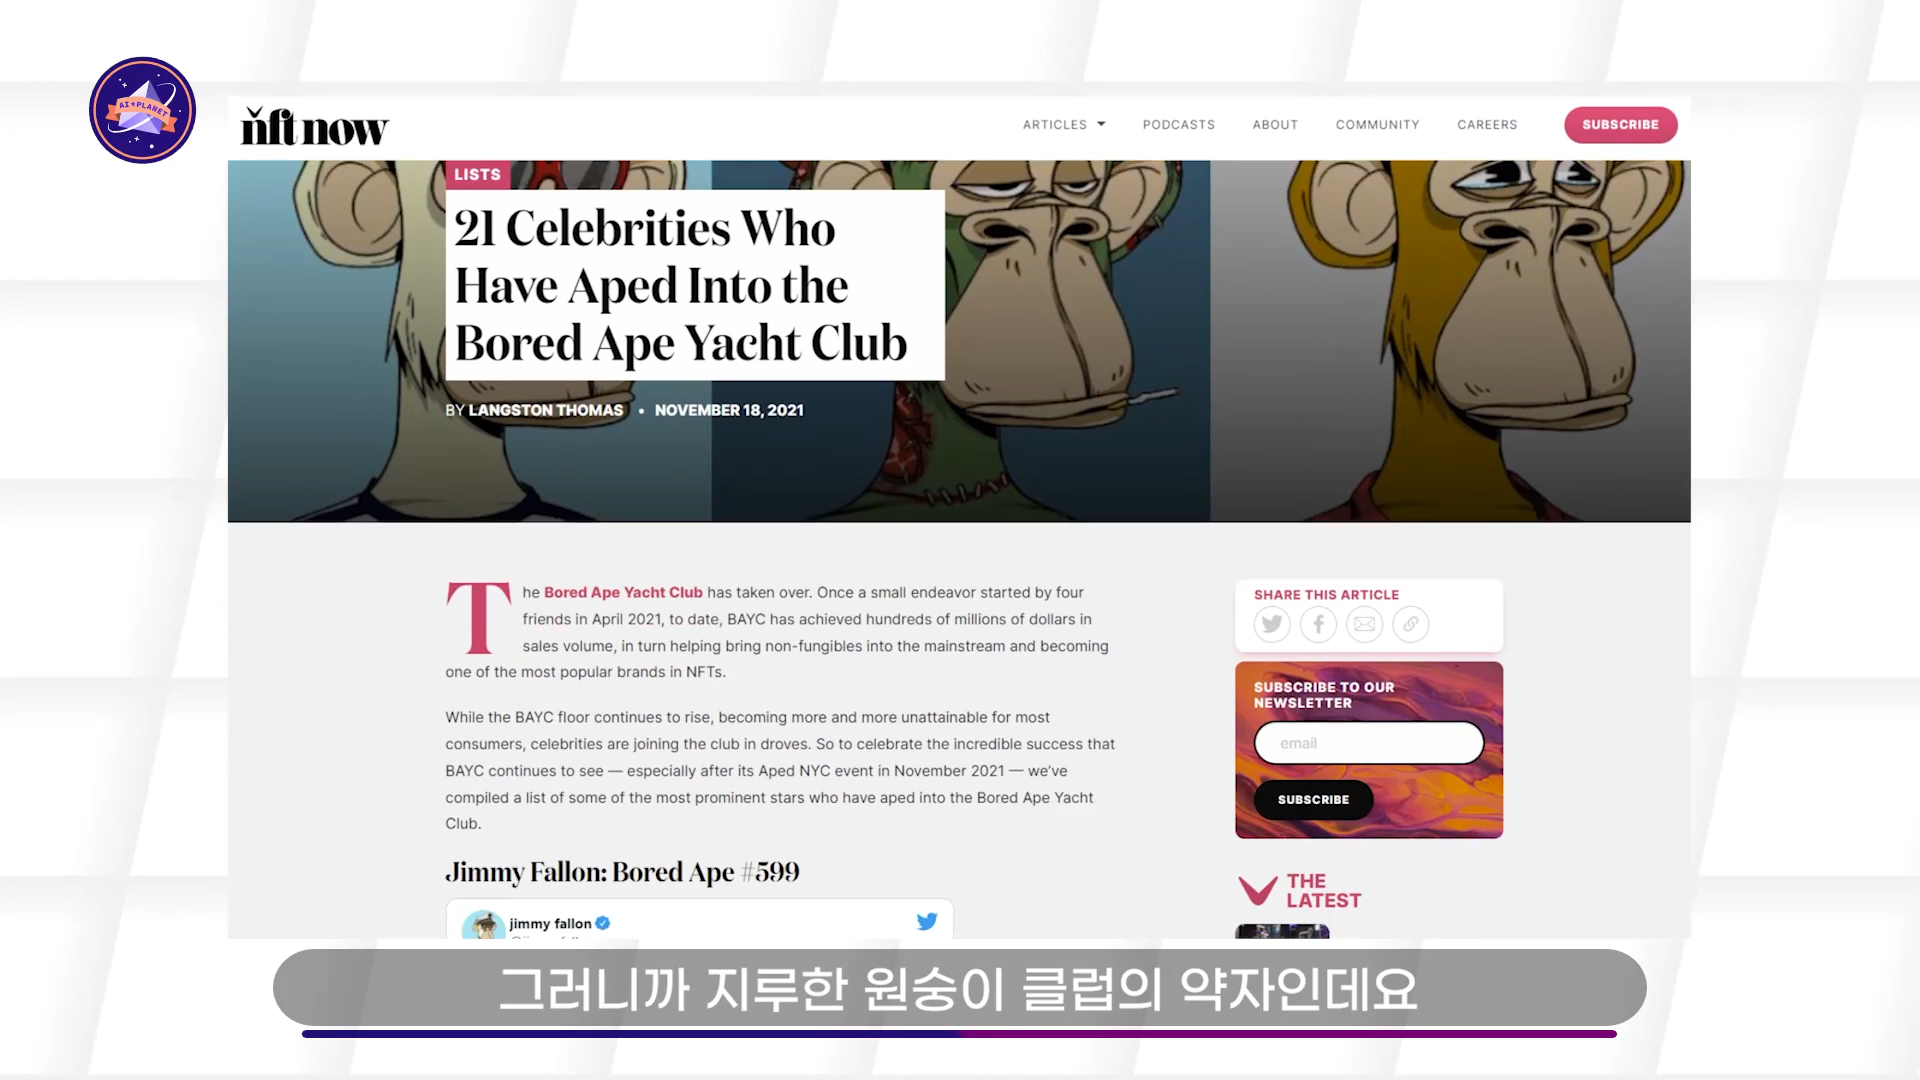 AI★PLANET
nft now
ARTICLES
PODCASTS
ABOUT
COMMUNITY
CAREERS
SUBSCRIBE
LISTS
21 Celebrities Who
Have Aped Into the
Bored Ape Yacht Club
BY LANGSTON THOMAS • NOVEMBER 18, 2021
The Bored Ape Yacht Club has taken over. Once a small endeavor started by four
friends in April 2021, to date, BAYC has achieved hundreds of millions of dollars in
sales volume, in turn helping bring non-fungibles into the mainstream and becoming
one of the most popular brands in NFTs.
While the BAYC floor continues to rise, becoming more and more unattainable for most
consumers, celebrities are joining the club in droves. So to celebrate the incredible success that
BAYC continues to see — especially after its Aped NYC event in November 2021 — we've
compiled a list of some of the most prominent stars who have aped into the Bored Ape Yacht
Club.
Jimmy Fallon: Bored Ape #599
jimmy fallon
SHARE THIS ARTICLE
SUBSCRIBE TO OUR
NEWSLETTER
email
SUBSCRIBE
THE
LATEST
그러니까 지루한 원숭이 클럽의 약자인데요